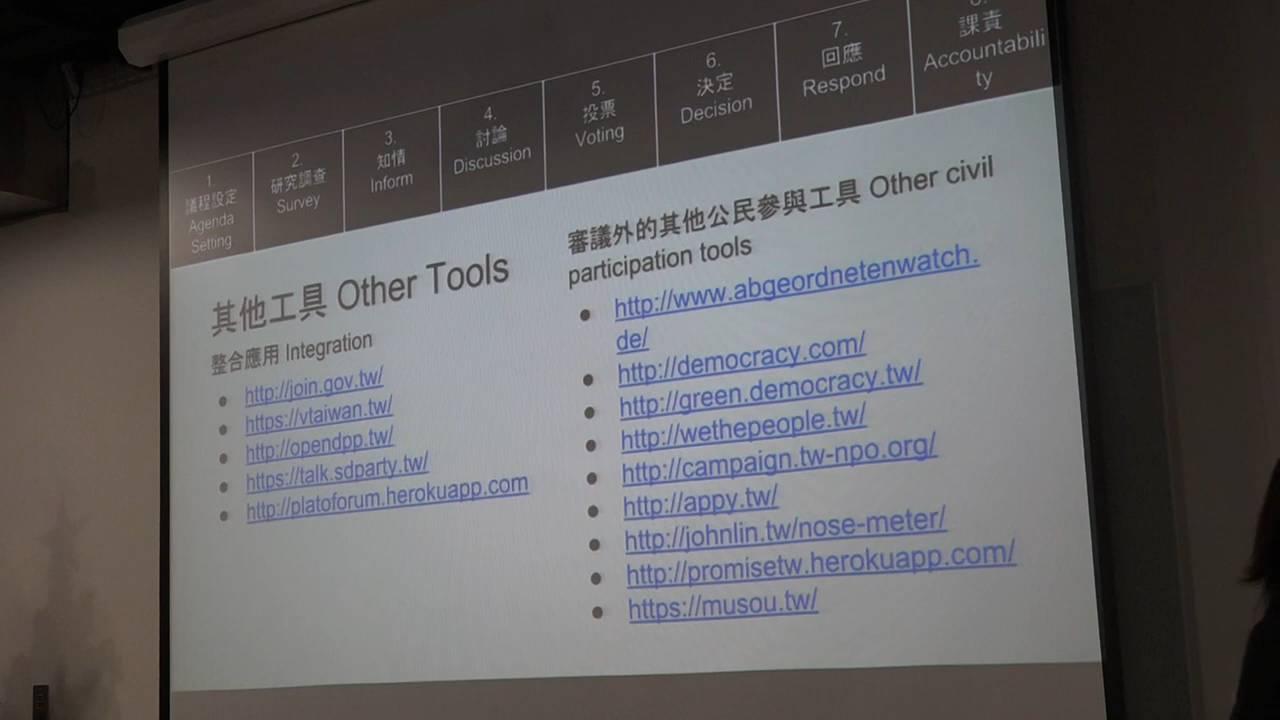 1.
議程設定
Agenda
Setting
2.
研究調查
Survey
3.
知情
Inform
4.
討論
Discussion
5.
投票
Voting
6.
決定
Decision
7.
回應
Respond
課責
Accountabili
ty
其他工具 Other Tools
整合應用 Integration
http://join.gov.tw/
https://vtaiwan.tw/
http://opendpp.tw/
https://talk.sdparty.tw/
http://platoforum.herokuapp.com
審議外的其他公民參與工具 Other civil
participation tools
http://www.abgeordnetenwatch.
de/
http://democracy.com/
http://green.democracy.tw/
http://wethepeople.tw/
http://campaign.tw-npo.org/
http://appy.tw/
http://johnlin.tw/nose-meter/
http://promisetw.herokuapp.com/
https://musou.tw/